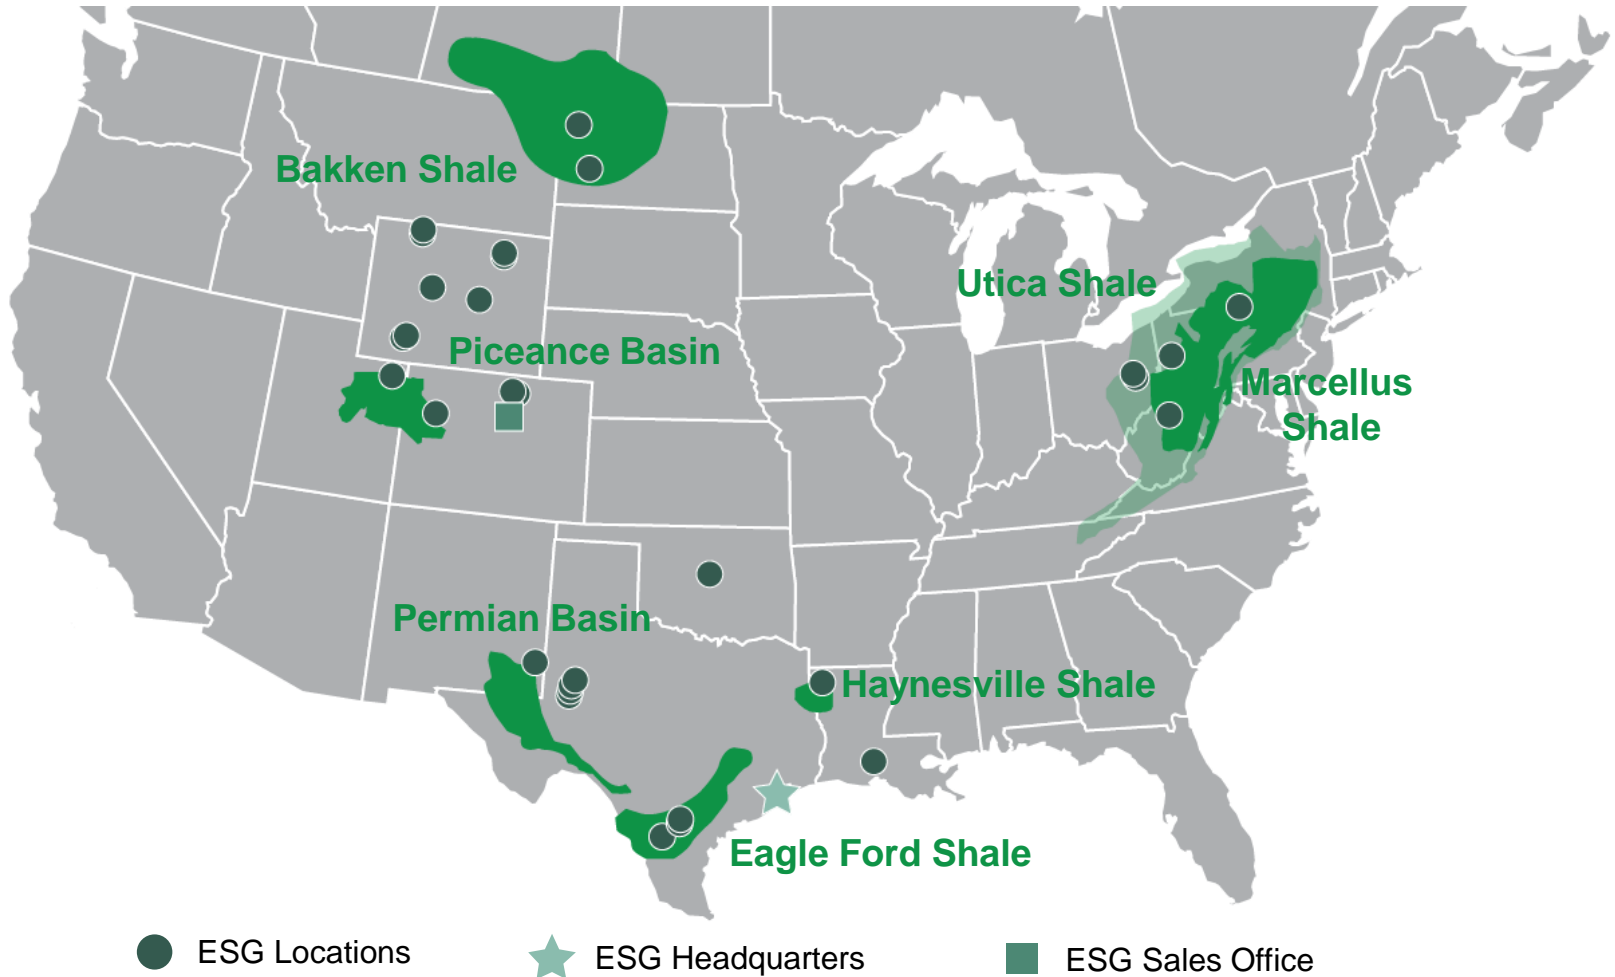 Bakken Shale
Utica Shale
Piceance Basin
Marcellus
Shale
Permian Basin
Haynesville Shale
Eagle Ford Shale
ESG Locations
ESG Headquarters
ESG Sales Office